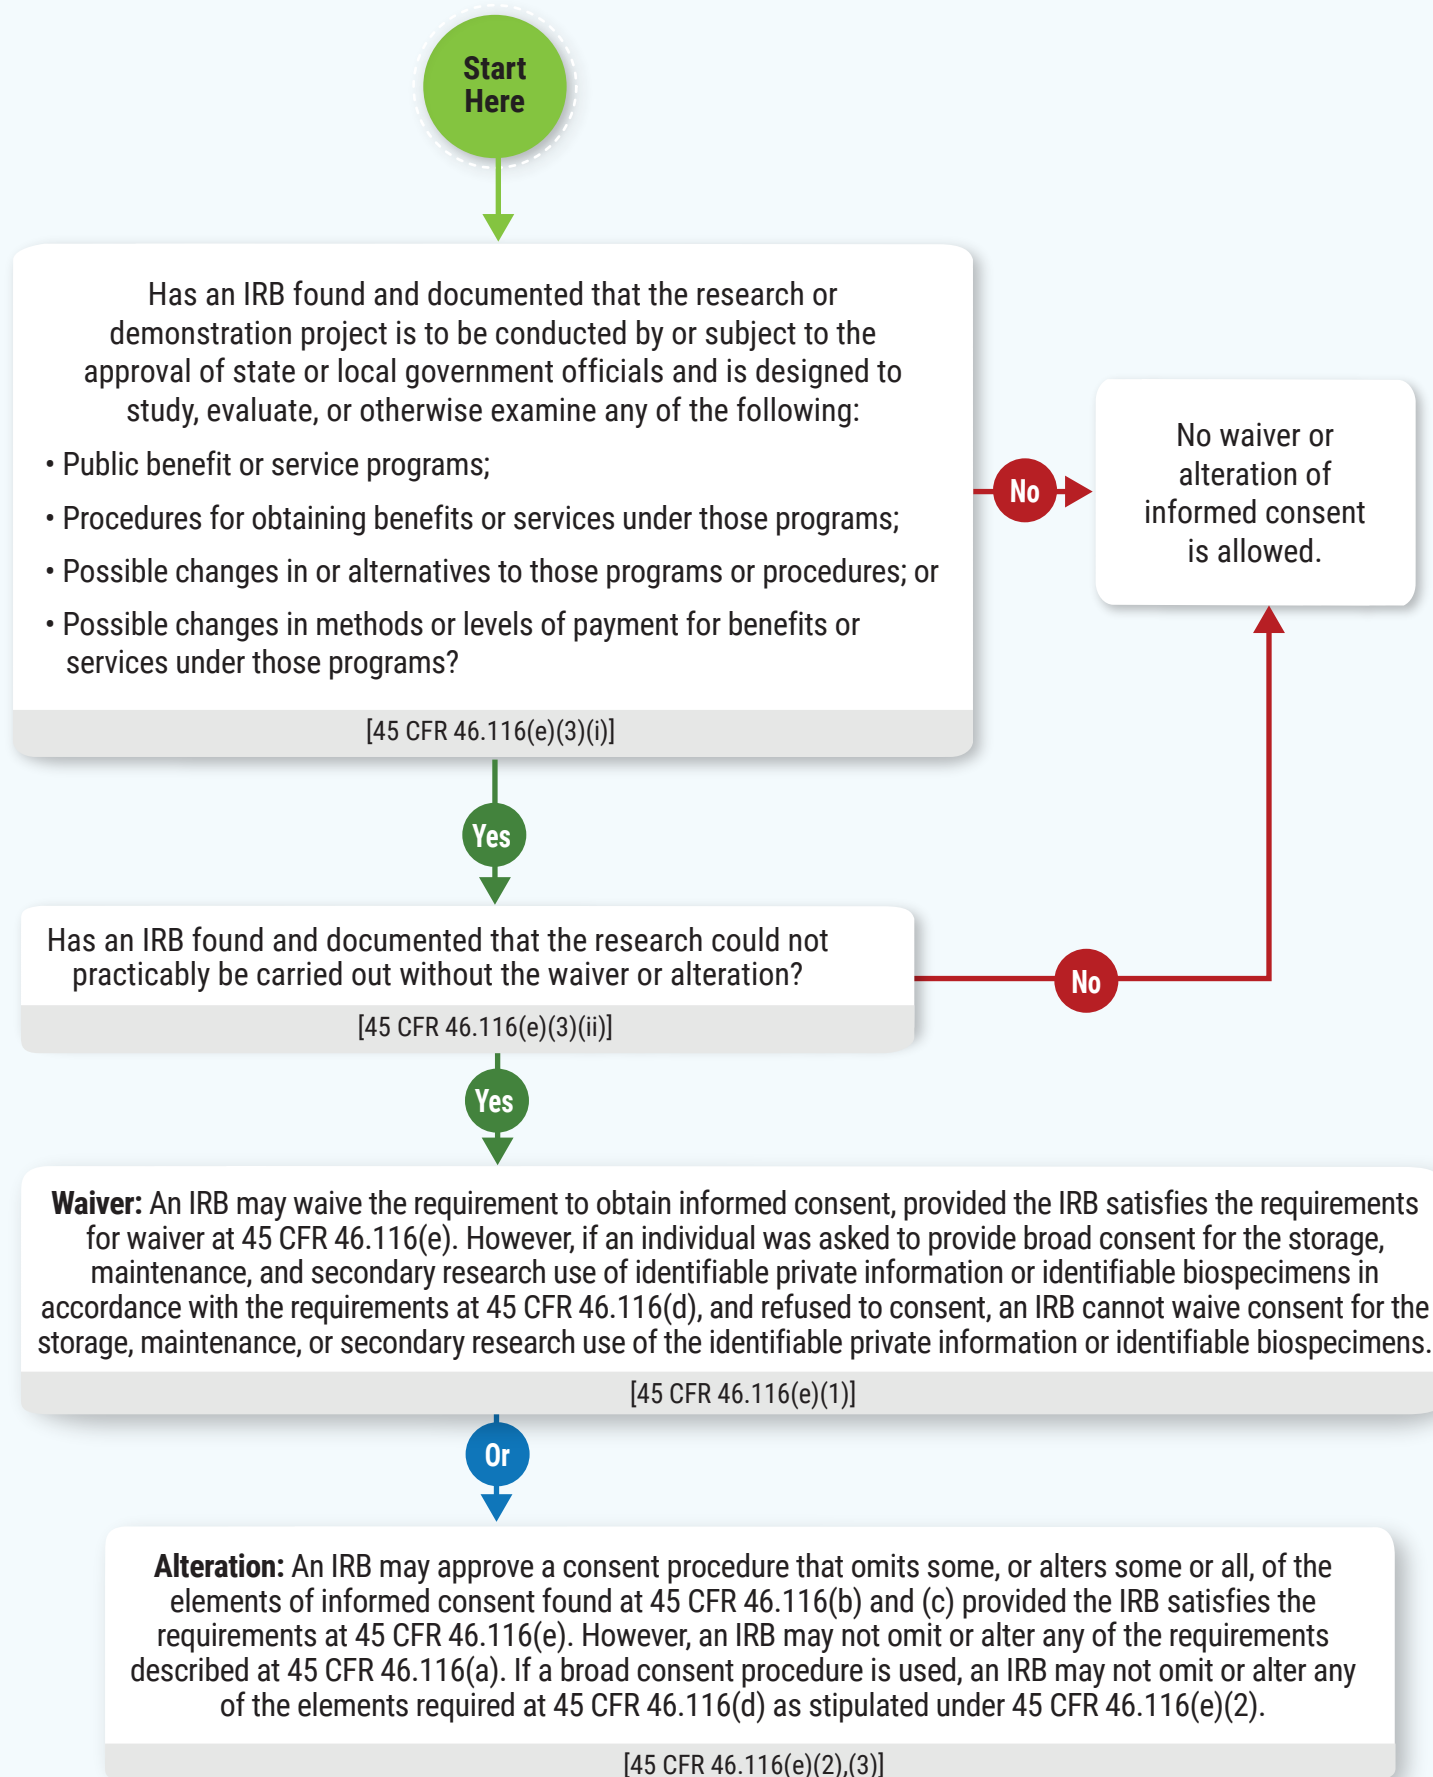 Start
Here
Has an IRB found and documented that the research or
demonstration project is to be conducted by or subject to the
approval of state or local government officials and is designed to
study, evaluate, or otherwise examine any of the following:
• Public benefit or service programs;
• Procedures for obtaining benefits or services under those programs;
• Possible changes in or alternatives to those programs or procedures; or
• Possible changes in methods or levels of payment for benefits or
services under those programs?
[45 CFR 46.116(e)(3)(i)]
No
No waiver or
alteration of
informed consent
is allowed.
Yes
Has an IRB found and documented that the research could not
practicably be carried out without the waiver or alteration?
[45 CFR 46.116(e)(3)(ii)]
No
Yes
Waiver: An IRB may waive the requirement to obtain informed consent, provided the IRB satisfies the requirements
for waiver at 45 CFR 46.116(e). However, if an individual was asked to provide broad consent for the storage,
maintenance, and secondary research use of identifiable private information or identifiable biospecimens in
accordance with the requirements at 45 CFR 46.116(d), and refused to consent, an IRB cannot waive consent for the
storage, maintenance, or secondary research use of the identifiable private information or identifiable biospecimens.
[45 CFR 46.116(e)(1)]
Or
Alteration: An IRB may approve a consent procedure that omits some, or alters some or all, of the
elements of informed consent found at 45 CFR 46.116(b) and (c) provided the IRB satisfies the
requirements at 45 CFR 46.116(e). However, an IRB may not omit or alter any of the requirements
described at 45 CFR 46.116(a). If a broad consent procedure is used, an IRB may not omit or alter any
of the elements required at 45 CFR 46.116(d) as stipulated under 45 CFR 46.116(e)(2).
[45 CFR 46.116(e)(2),(3)]